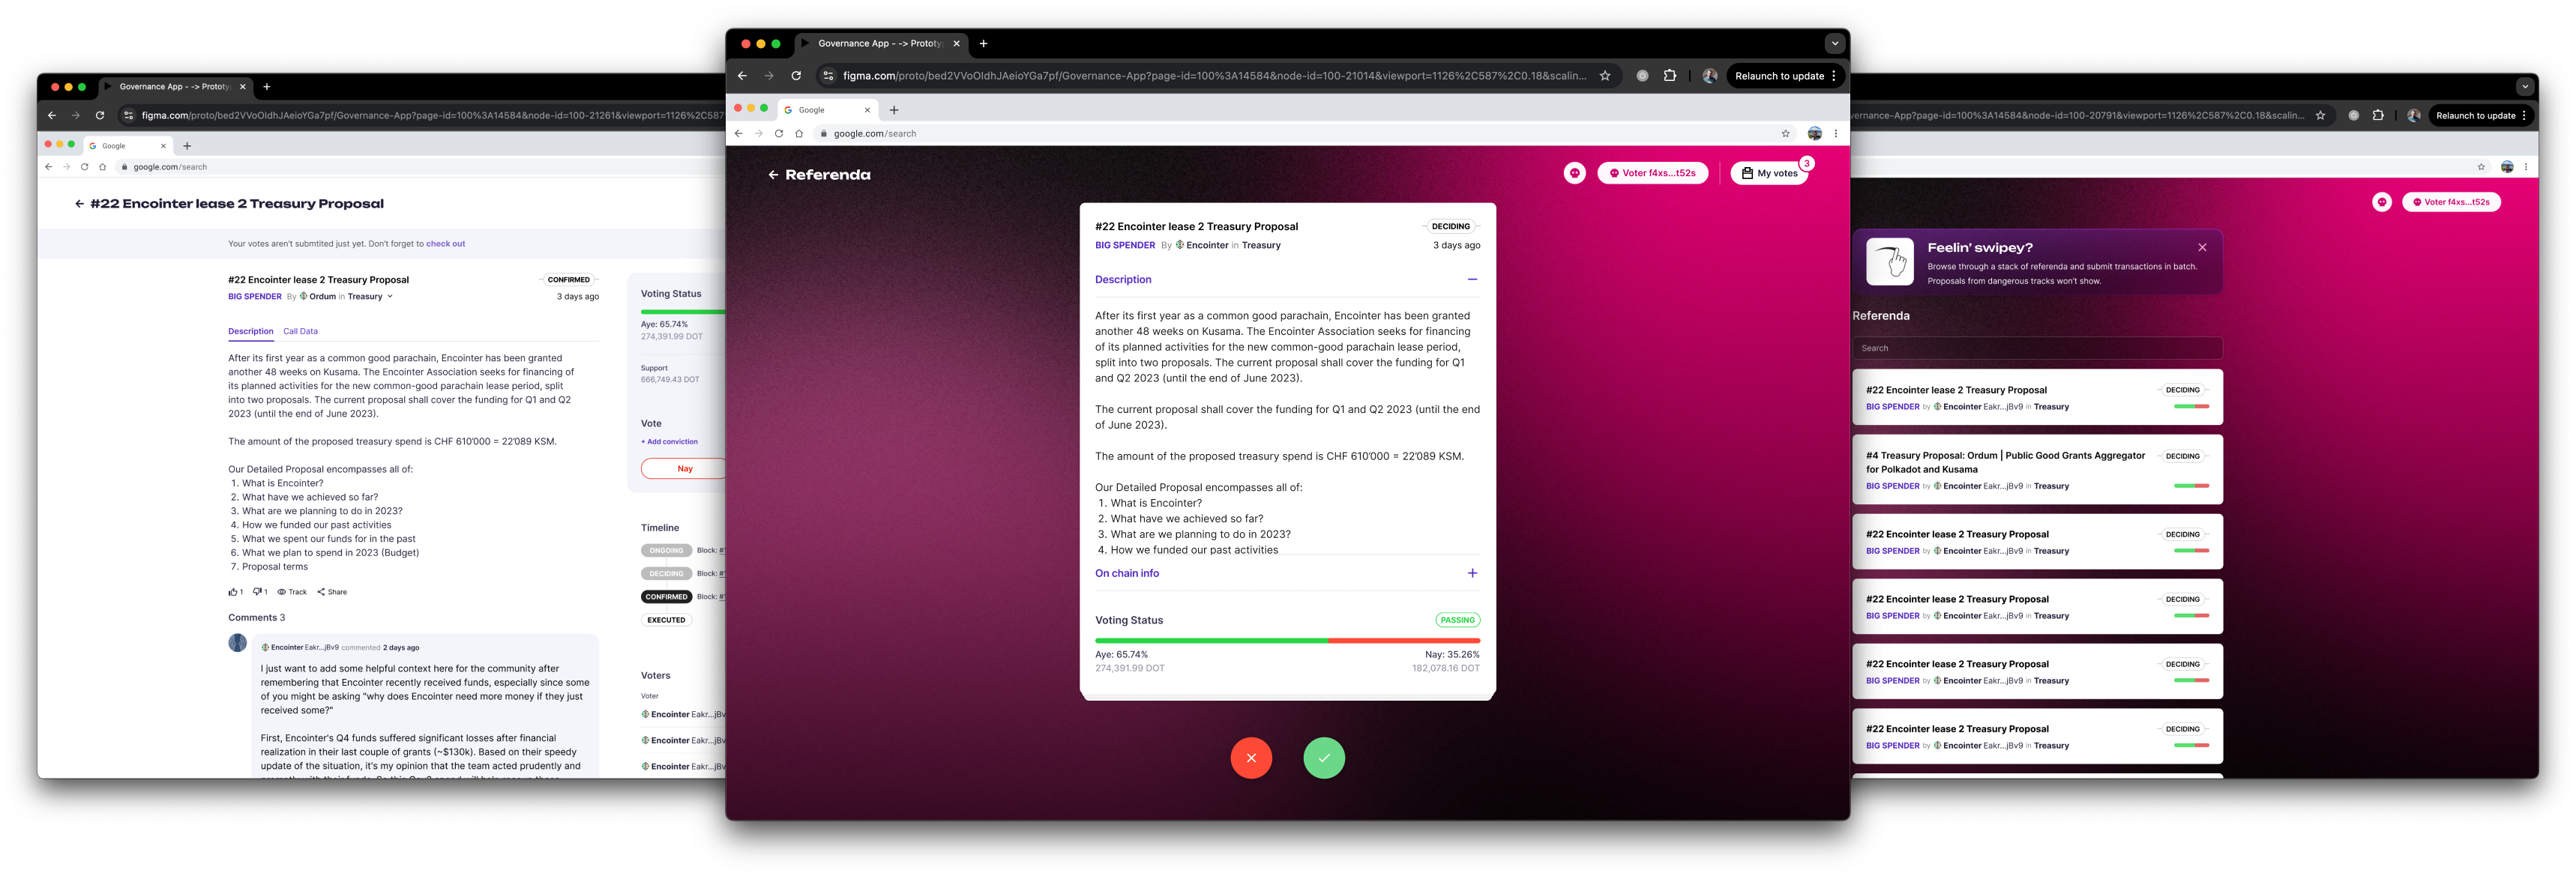 Governance App - -> Prototy
figma.com/proto/bed2VVoOldhJAeioYGa7pf/Governance-App?page-id=100%3A14584&node-id=100-21261&viewport=1126%2C587
Google
google.com/search
#22 Encointer lease 2 Treasury Proposal
Your votes aren't submtited just yet. Don't forget to check out
#22 Encointer lease 2 Treasury Proposal
CONFIRMED
BIG SPENDER By Ordum in Treasury
3 days ago
Description Call Data
After its first year as a common good parachain, Encointer has been granted
another 48 weeks on Kusama. The Encointer Association seeks for financing of
its planned activities for the new common-good parachain lease period, split
into two proposals. The current proposal shall cover the funding for Q1 and Q2
2023 (until the end of June 2023).
The amount of the proposed treasury spend is CHF 610'000 = 22'089 KSM.
Our Detailed Proposal encompasses all of:
1. What is Encointer?
2. What have we achieved so far?
3. What are we planning to do in 2023?
4. How we funded our past activities
5. What we spent our funds for in the past
6. What we plan to spend in 2023 (Budget)
7. Proposal terms
1 1 Track Share
Comments 3
Encointer Eakr...jBv9 commented 2 days ago
I just want to add some helpful context here for the community after
remembering that Encointer recently received funds, especially since some
of you might be asking "why does Encointer need more money if they just
received some?"
First, Encointer's Q4 funds suffered significant losses after financial
realization in their last couple of grants (~$130k). Based on their speedy
update of the situation, it's my opinion that the team acted prudently and
Voting Status
Aye: 65.74%
274,391.99 DOT
Support
666,749.43 DOT
Vote
+ Add conviction
Nay
Timeline
ONGOING Block: #
DECIDING Block: #
CONFIRMED Block: #
EXECUTED
Voters
Voter
Encointer Eakr...jBv
Encointer Eakr...jBv
Encointer Eakr...jBv
Governance App - -> Prototy
figma.com/proto/bed2VVoOldhJAeioYGa7pf/Governance-App?page-id=100%3A14584&node-id=100-21014&viewport=1126%2C587%2C0.18&scalin...
Relaunch to update
Google
google.com/search
Referenda
Voter f4xs...t52s
My votes
3
#22 Encointer lease 2 Treasury Proposal
DECIDING
BIG SPENDER By Encointer in Treasury
3 days ago
Description
After its first year as a common good parachain, Encointer has been granted
another 48 weeks on Kusama. The Encointer Association seeks for financing
of its planned activities for the new common-good parachain lease period,
split into two proposals. The current proposal shall cover the funding for Q1
and Q2 2023 (until the end of June 2023).
The current proposal shall cover the funding for Q1 and Q2 2023 (until the end
of June 2023).
The amount of the proposed treasury spend is CHF 610'000 = 22'089 KSM.
Our Detailed Proposal encompasses all of:
1. What is Encointer?
2. What have we achieved so far?
3. What are we planning to do in 2023?
4. How we funded our past activities
On chain info
Voting Status
PASSING
Aye: 65.74%
Nay: 35.26%
274,391.99 DOT
182,078.16 DOT
vernance-App?page-id=100%3A14584&node-id=100-20791&viewport=1126%2C587%2C0.18&scalin...
Relaunch to update
Voter f4xs...t52s
Feelin' swipey?
Browse through a stack of referenda and submit transactions in batch.
Proposals from dangerous tracks won't show.
Referenda
Search
#22 Encointer lease 2 Treasury Proposal
DECIDING
BIG SPENDER by Encointer Eakr...jBv9 in Treasury
#4 Treasury Proposal: Ordum | Public Good Grants Aggregator
for Polkadot and Kusama
DECIDING
BIG SPENDER by Encointer Eakr...jBv9 in Treasury
#22 Encointer lease 2 Treasury Proposal
DECIDING
BIG SPENDER by Encointer Eakr...jBv9 in Treasury
#22 Encointer lease 2 Treasury Proposal
DECIDING
BIG SPENDER by Encointer Eakr...jBv9 in Treasury
#22 Encointer lease 2 Treasury Proposal
DECIDING
BIG SPENDER by Encointer Eakr...jBv9 in Treasury
#22 Encointer lease 2 Treasury Proposal
DECIDING
BIG SPENDER by Encointer Eakr...jBv9 in Treasury